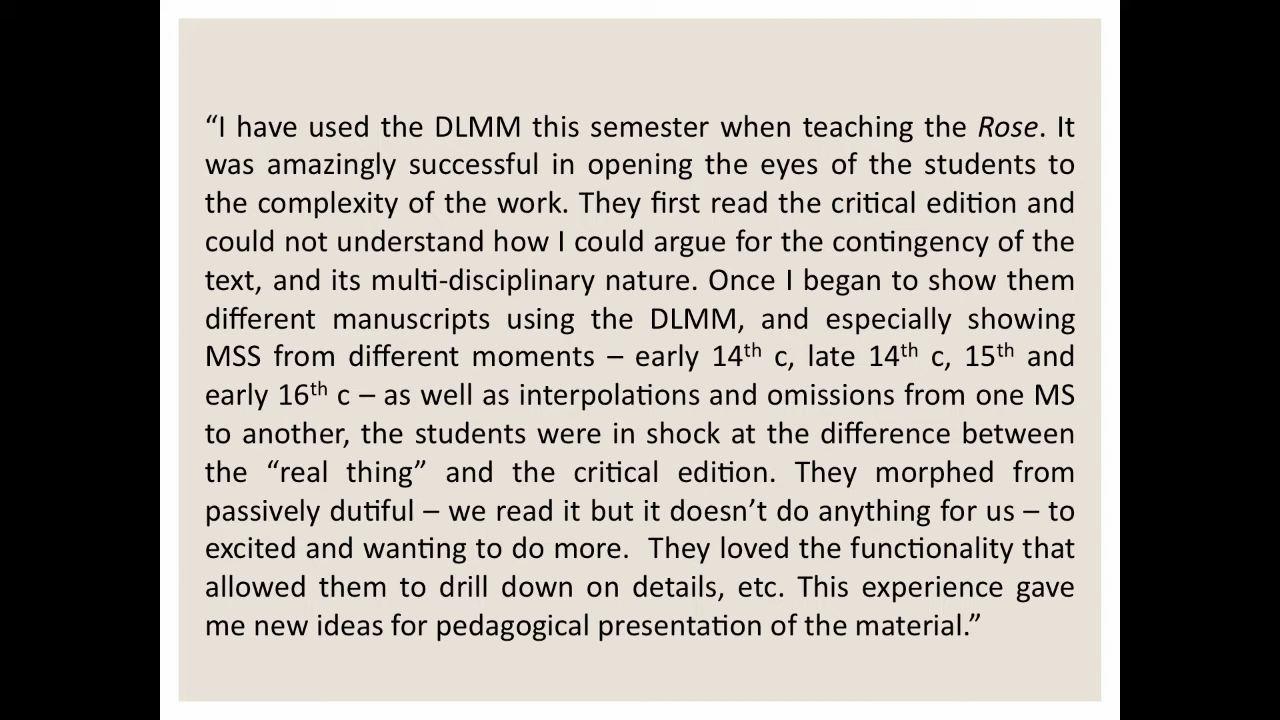 “I have used the DLMM this semester when teaching the Rose. It
was amazingly successful in opening the eyes of the students to
the complexity of the work. They first read the critical edition and
could not understand how I could argue for the contingency of the
text, and its multi-disciplinary nature. Once I began to show them
different manuscripts using the DLMM, and especially showing
MSS from different moments – early 14th c, late 14th c, 15th and
early 16th c – as well as interpolations and omissions from one MS
to another, the students were in shock at the difference between
the “real thing” and the critical edition. They morphed from
passively dutiful – we read it but it doesn’t do anything for us – to
excited and wanting to do more.  They loved the functionality that
allowed them to drill down on details, etc. This experience gave
me new ideas for pedagogical presentation of the material.”